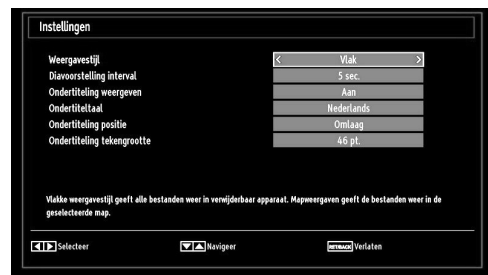 Instellingen
Weergavestijl < Vlak >
Diavoorstelling interval 5 sec.
Ondertiteling weergeven Aan
Ondertiteltaal Nederlands
Ondertiteling positie Omlaag
Ondertiteling tekengrootte 46 pt.
Vlakke weergavestijl geeft alle bestanden weer in verwijderbaar apparaat. Mapweergaven geeft de bestanden weer in de
geselecteerde map.
Selecteer Navigeer RET/BACK Verlaten